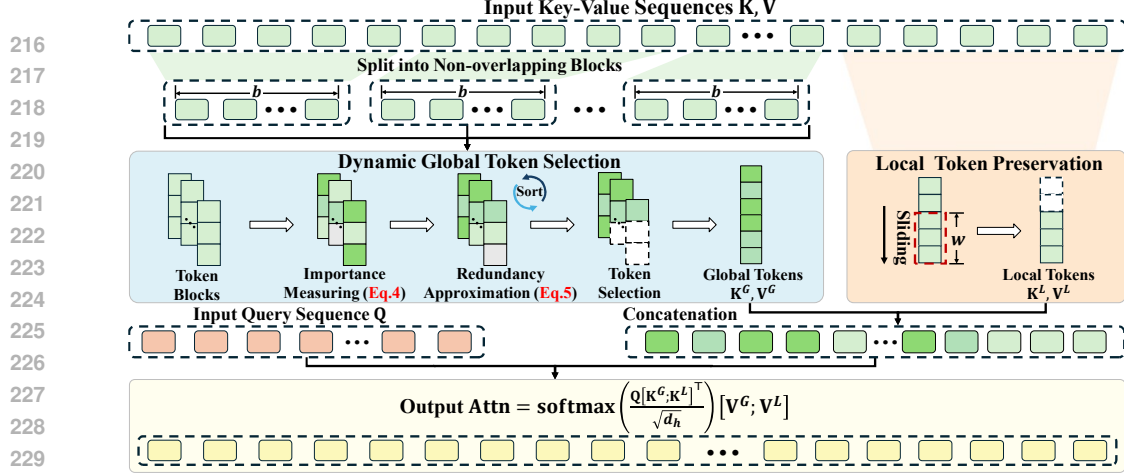 Input Key-Value Sequences K, V
216
217
Split into Non-overlapping Blocks
b
b
b
218
219
220
Dynamic Global Token Selection
Local Token Preservation
221
Sort
222
Sliding
w
223
Token Blocks
Importance Measuring (Eq.4)
Redundancy Approximation (Eq.5)
Token Selection
Global Tokens
K^G, V^G
Local Tokens
K^L, V^L
224
225
Input Query Sequence Q
Concatenation
226
227
Output Attn = softmax(Q[K^G;K^L]^⊤ / √d_h) [V^G; V^L]
228
229